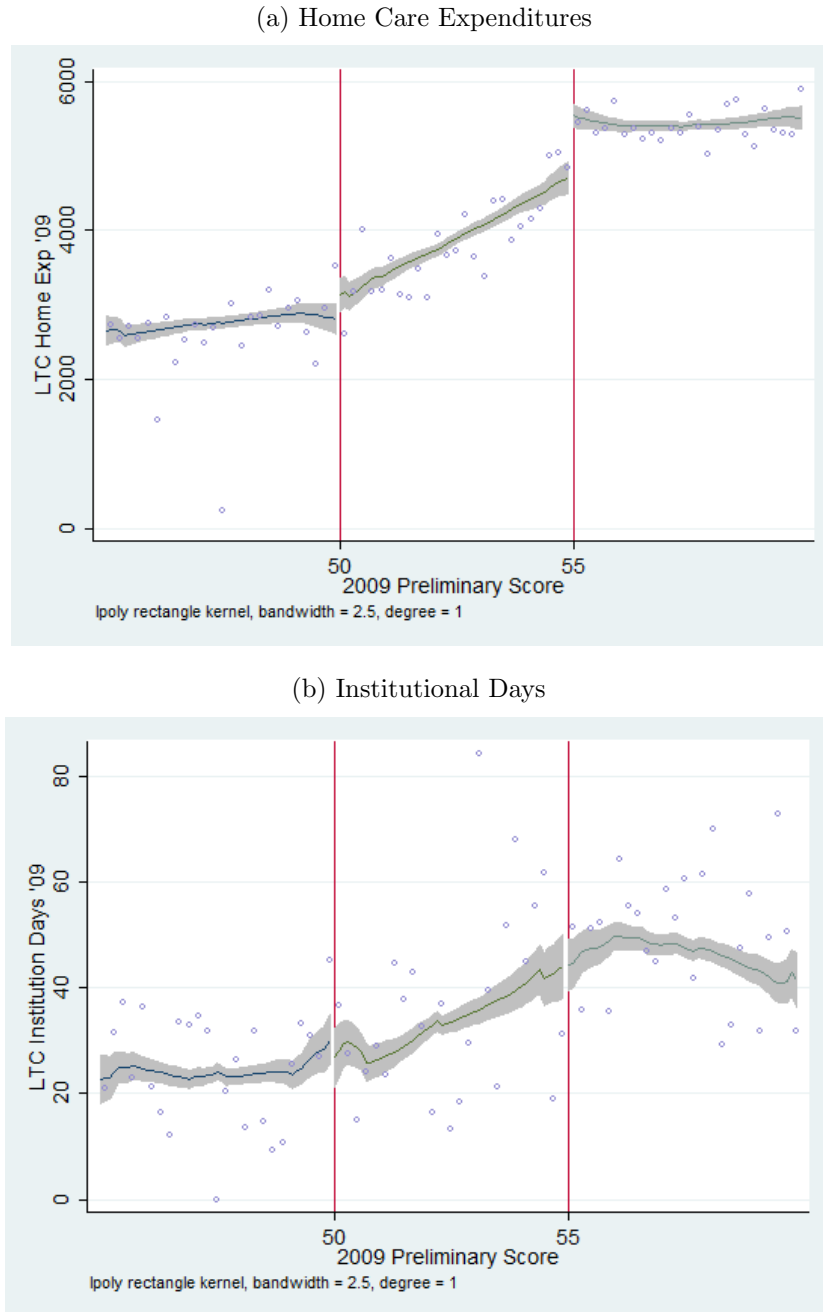 (a) Home Care Expenditures
6000
4000
2000
0
LTC Home Exp '09
50 55
2009 Preliminary Score
lpoly rectangle kernel, bandwidth = 2.5, degree = 1
(b) Institutional Days
80
60
40
20
0
LTC Institution Days '09
50 55
2009 Preliminary Score
lpoly rectangle kernel, bandwidth = 2.5, degree = 1